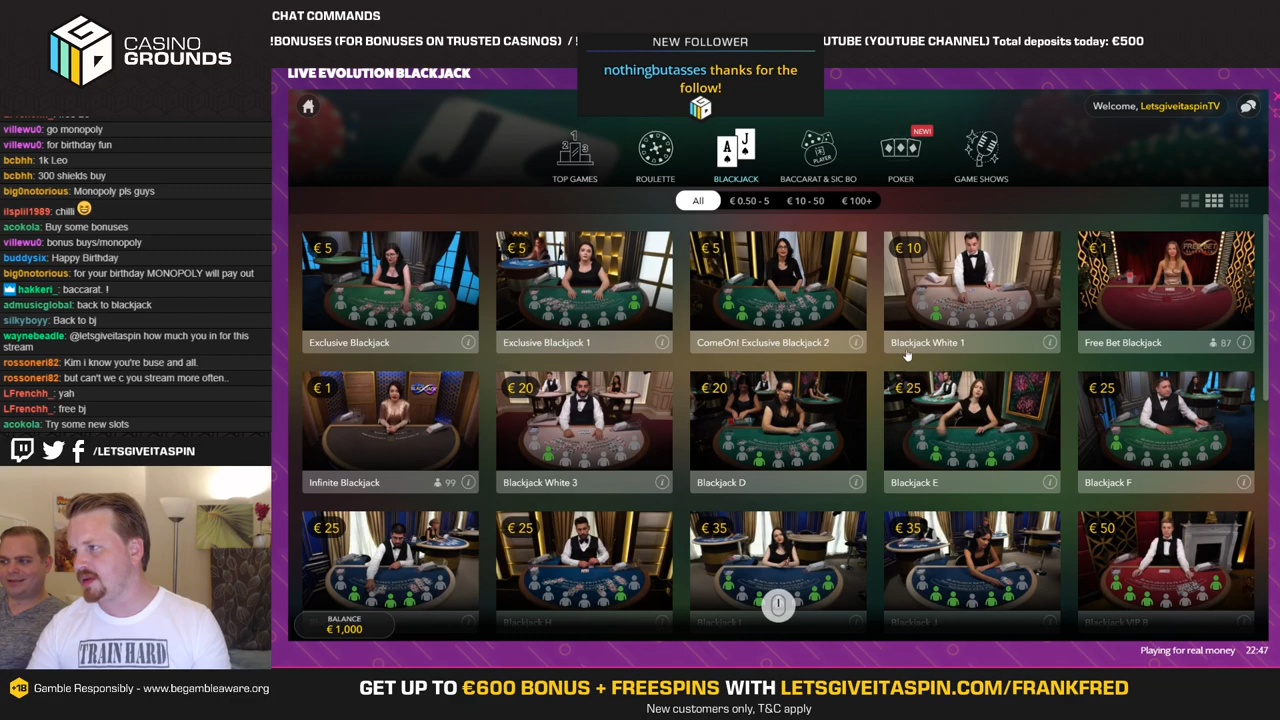 CASINO
GROUNDS
CHAT COMMANDS
!BONUSES (FOR BONUSES ON TRUSTED CASINOS) / !
UTUBE (YOUTUBE CHANNEL) Total deposits today: €500
NEW FOLLOWER
nothingbutasses thanks for the
follow!
villewu0: go monopoly
villewu0: for birthday fun
bcbhh: 1k Leo
bcbhh: 300 shields buy
big0notorious: Monopoly pls guys
ilsplil1989: chilli
acokola: Buy some bonuses
villewu0: bonus buys/monopoly
buddysix: Happy Birthday
big0notorious: for your birthday MONOPOLY will pay out
hakkeri_: baccarat. !
admusicglobal: back to blackjack
silkyboyy: Back to bj
waynebeadle: @letsgiveitaspin how much you in for this
stream
rossoneri82: Kim i know you're buse and all.
rossoneri82: but can't we c you stream more often..
LFrenchh_: yah
LFrenchh_: free bj
acokola: Try some new slots
/LETSGIVEITASPIN
TRAIN HARD
LIVE EVOLUTION BLACKJACK
Welcome, LetsgiveitaspinTV
TOP GAMES
ROULETTE
BLACKJACK
BACCARAT & SIC BO
NEW!
POKER
GAME SHOWS
All
€ 0.50 - 5
€ 10 - 50
€ 100+
€ 5
€ 5
€ 5
€ 10
€ 1
Exclusive Blackjack
Exclusive Blackjack 1
ComeOn! Exclusive Blackjack 2
Blackjack White 1
Free Bet Blackjack
87
€ 1
€ 20
€ 20
€ 25
€ 25
Infinite Blackjack
99
Blackjack White 3
Blackjack D
Blackjack E
Blackjack F
€ 25
€ 25
€ 35
€ 35
€ 50
Blackjack H
Blackjack I
Blackjack J
Blackjack VIP R
BALANCE
€ 1,000
Playing for real money 22:47
+18 Gamble Responsibly - www.begambleaware.org
GET UP TO €600 BONUS + FREESPINS WITH LETSGIVEITASPIN.COM/FRANKFRED
New customers only, T&C apply